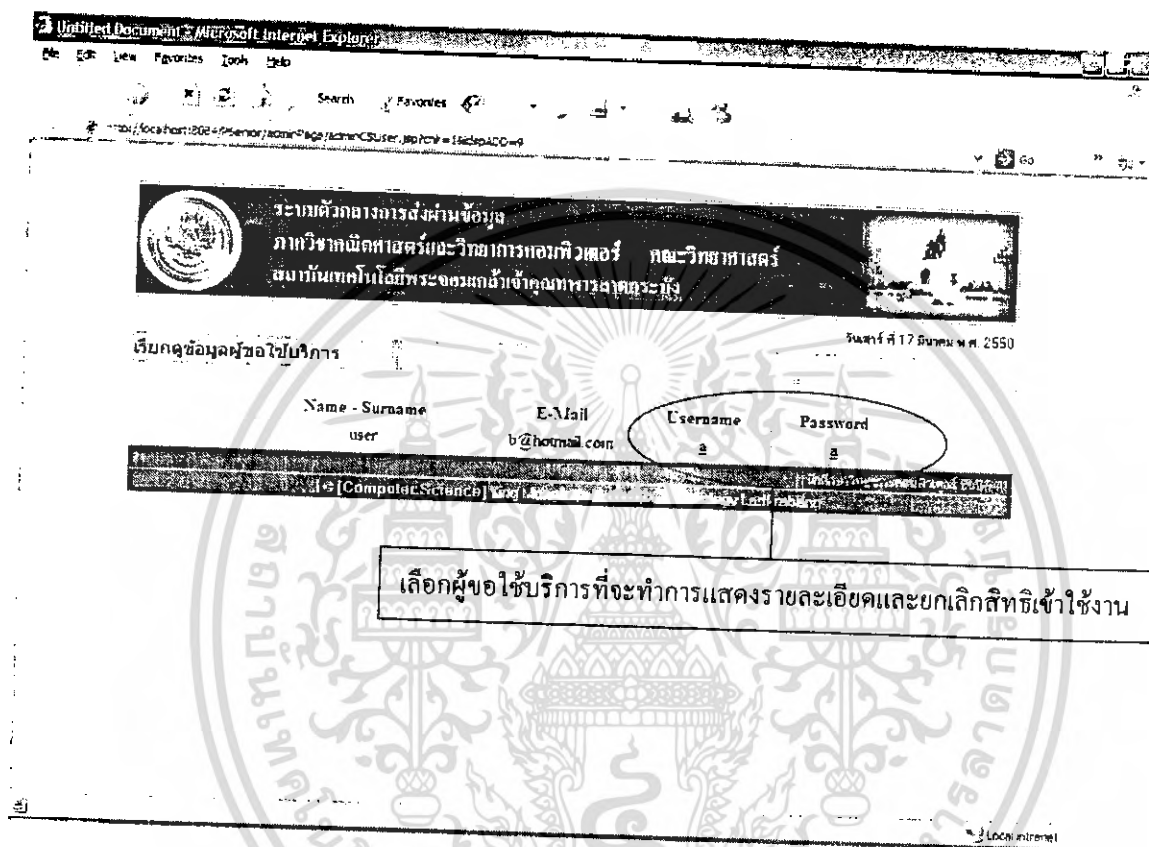 Untitled Document - Microsoft Internet Explorer
File Edit View Favorites Tools Help
Search Favorites
Go
ระบบตัวกลางการส่งผ่านข้อมูล
ภาควิชาคณิตศาสตร์และวิทยาการคอมพิวเตอร์ คณะวิทยาศาสตร์
สถาบันเทคโนโลยีพระจอมเกล้าเจ้าคุณทหารลาดกระบัง
วันเสาร์ ที่ 17 มีนาคม พ.ศ. 2550
เรียกดูข้อมูลผู้ขอใช้บริการ
Name - Surname E-Mail Username Password
user b@hotmail.com a a
[Computer Science]
เลือกผู้ขอใช้บริการที่จะทำการแสดงรายละเอียดและยกเลิกสิทธิเข้าใช้งาน
Local intranet